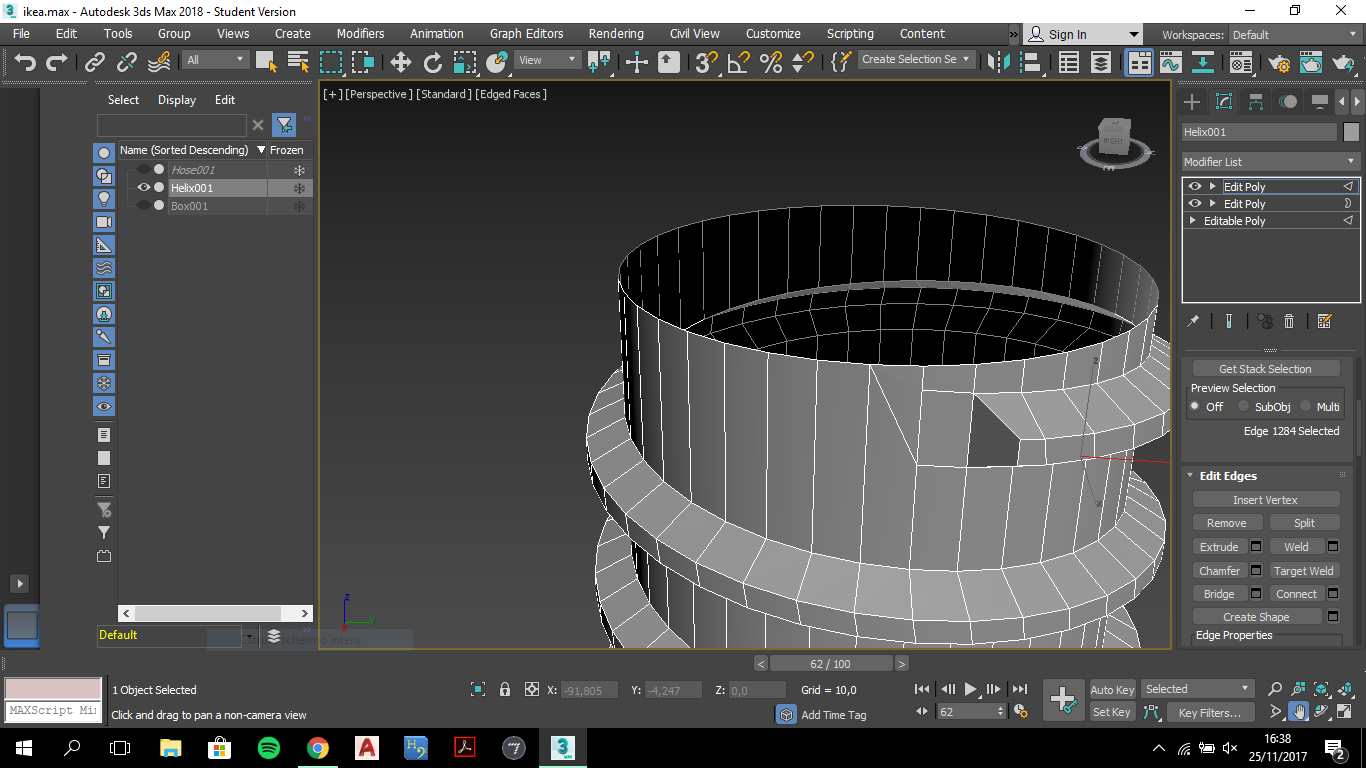 ikea.max - Autodesk 3ds Max 2018 - Student Version
File Edit Tools Group Views Create Modifiers Animation Graph Editors Rendering Civil View Customize Scripting Content » Sign In Workspaces: Default
All View Create Selection Se
Select Display Edit
[+] [Perspective] [Standard] [Edged Faces]
Name (Sorted Descending) Frozen
Hose001
Helix001
Box001
Helix001
Modifier List
Edit Poly
Edit Poly
Editable Poly
Get Stack Selection
Preview Selection
Off SubObj Multi
Edge 1284 Selected
Edit Edges
Insert Vertex
Remove Split
Extrude Weld
Chamfer Target Weld
Bridge Connect
Create Shape
Edge Properties
z
z
y
Default
schermo intero
< 62 / 100 >
MAXScript Mi
1 Object Selected
Click and drag to pan a non-camera view
X: -91,805 Y: -4,247 Z: 0,0 Grid = 10,0
Add Time Tag
62
Auto Key Selected
Set Key Key Filters...
16:38
25/11/2017
2